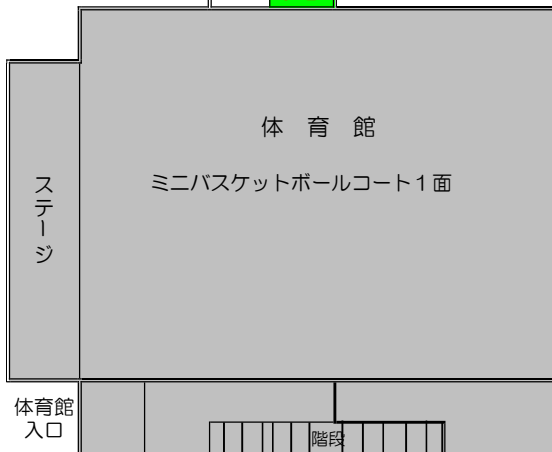 体　育　館
ミニバスケットボールコート１面
ステージ
体育館
入口
階段